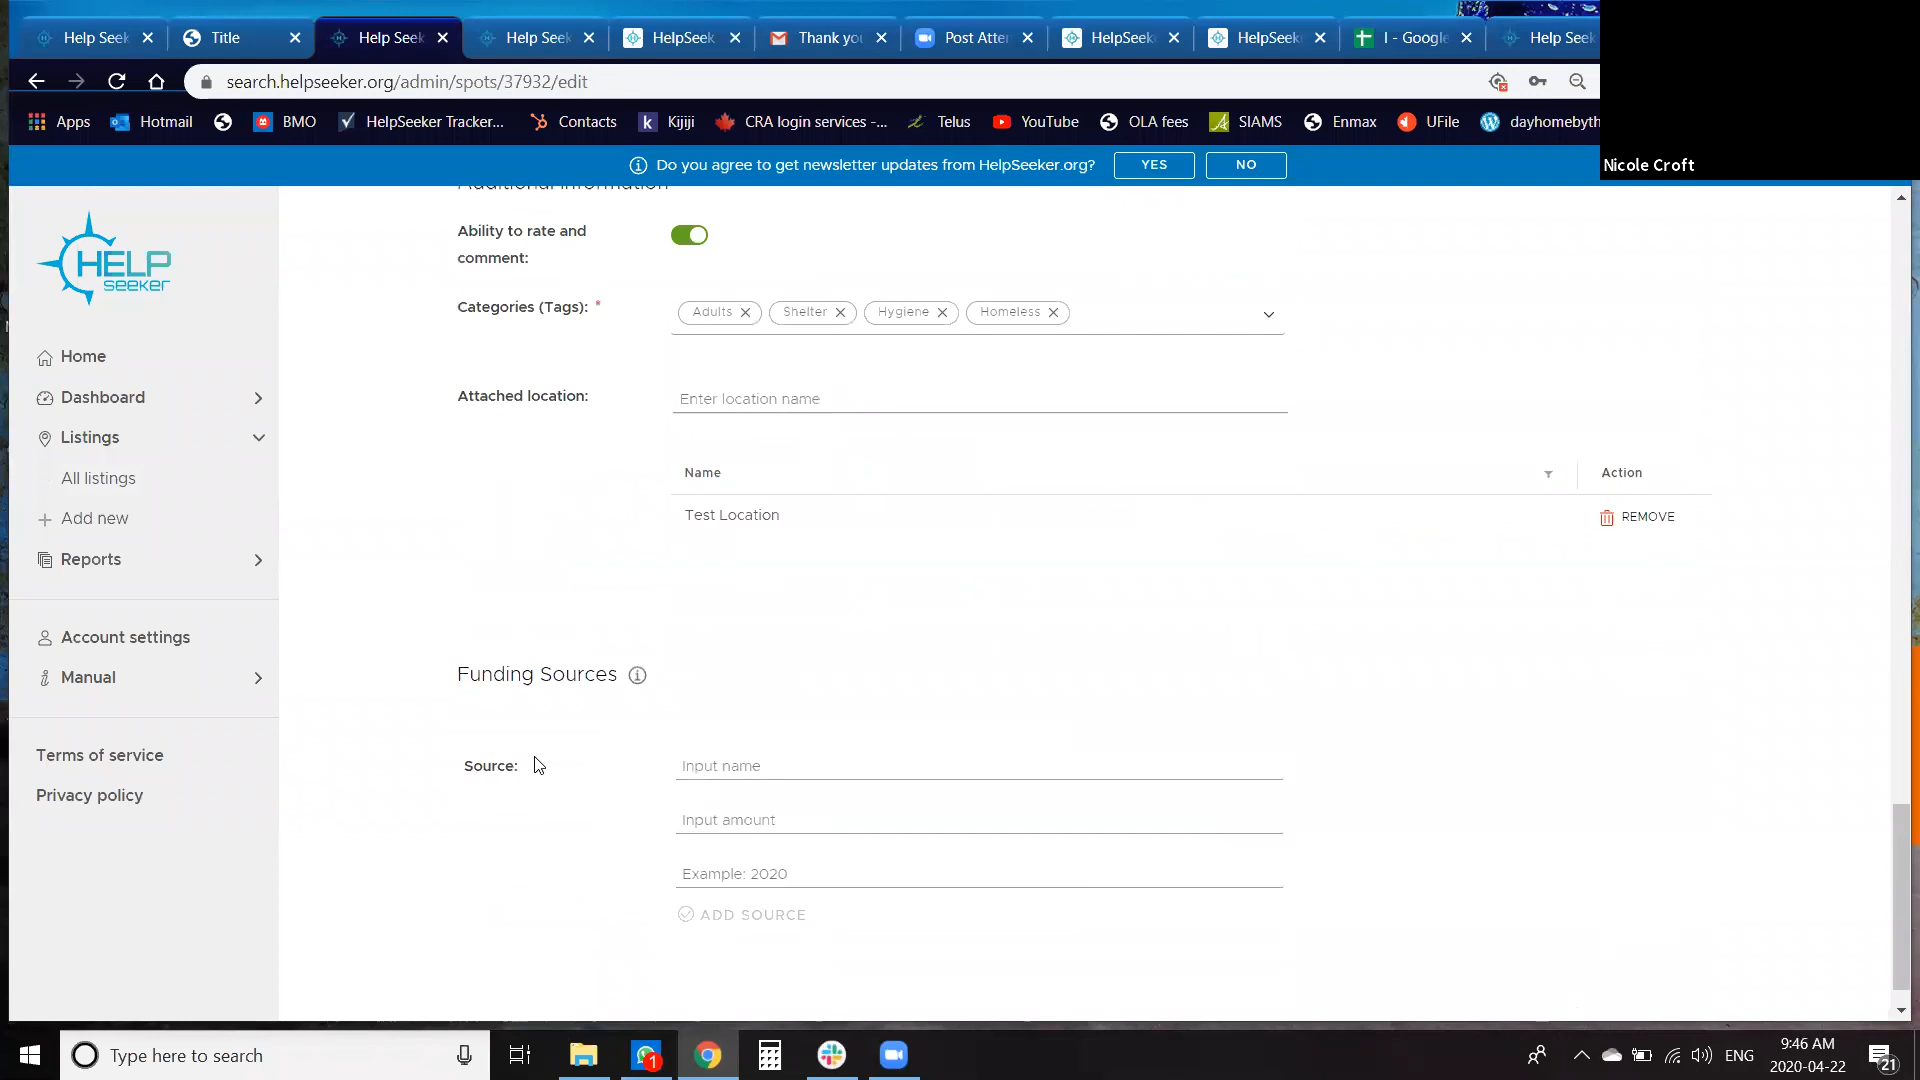 Help Seek
Title
Help Seek
Help Seek
HelpSeek
Thank you
Post Atter
HelpSeek
HelpSeek
I - Google
Help Seek
search.helpseeker.org/admin/spots/37932/edit
Apps
Hotmail
BMO
HelpSeeker Tracker...
Contacts
Kijiji
CRA login services -...
Telus
YouTube
OLA fees
SIAMS
Enmax
UFile
dayhomebyth
Do you agree to get newsletter updates from HelpSeeker.org?
YES
NO
Nicole Croft
HELP
seeker
Home
Dashboard
Listings
All listings
Add new
Reports
Account settings
Manual
Terms of service
Privacy policy
Additional Information
Ability to rate and
comment:
Categories (Tags): *
Adults
Shelter
Hygiene
Homeless
Attached location:
Enter location name
Name
Action
Test Location
REMOVE
Funding Sources
Source:
Input name
Input amount
Example: 2020
ADD SOURCE
Type here to search
1
ENG
9:46 AM
2020-04-22
21